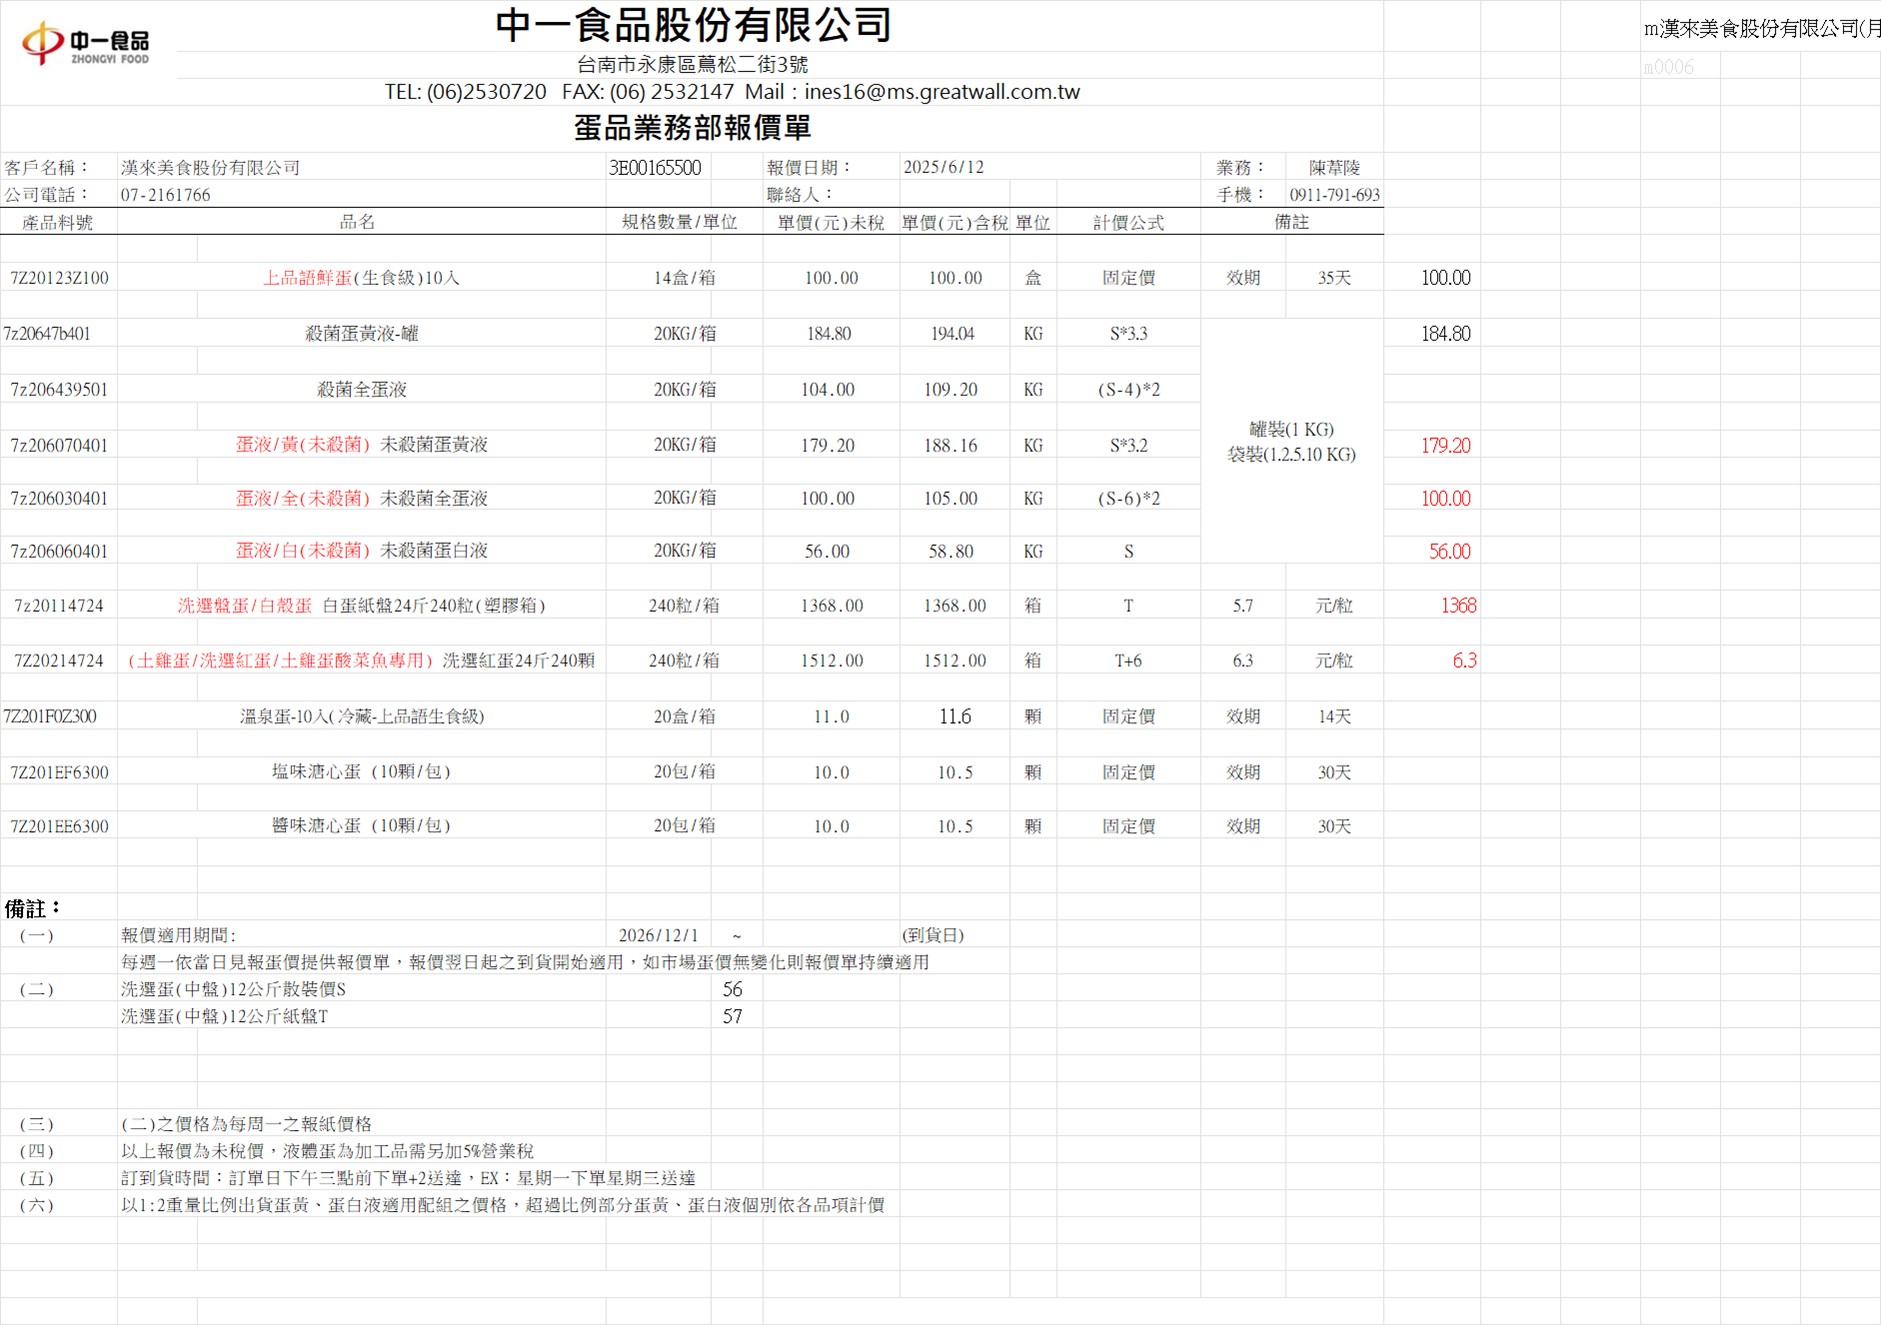 中一食品
ZHONGYI FOOD
中一食品股份有限公司
m漢來美食股份有限公司(月
台南市永康區蔦松二街3號
m0006
TEL: (06)2530720 FAX: (06) 2532147 Mail : ines16@ms.greatwall.com.tw
蛋品業務部報價單
客戶名稱： 漢來美食股份有限公司 3E00165500 報價日期： 2025/6/12 業務： 陳葦陵
公司電話： 07-2161766 聯絡人： 手機： 0911-791-693
產品料號 品名 規格數量/單位 單價(元)未稅 單價(元)含稅 單位 計價公式 備註
7Z20123Z100 上品語鮮蛋(生食級)10入 14盒/箱 100.00 100.00 盒 固定價 效期 35天 100.00
7z20647b401 殺菌蛋黃液-罐 20KG/箱 184.80 194.04 KG S*3.3 184.80
7z206439501 殺菌全蛋液 20KG/箱 104.00 109.20 KG (S-4)*2
罐裝(1 KG)
袋裝(1.2.5.10 KG)
7z206070401 蛋液/黃(未殺菌) 未殺菌蛋黃液 20KG/箱 179.20 188.16 KG S*3.2 179.20
7z206030401 蛋液/全(未殺菌) 未殺菌全蛋液 20KG/箱 100.00 105.00 KG (S-6)*2 100.00
7z206060401 蛋液/白(未殺菌) 未殺菌蛋白液 20KG/箱 56.00 58.80 KG S 56.00
7z20114724 洗選盤蛋/白殼蛋 白蛋紙盤24斤240粒(塑膠箱) 240粒/箱 1368.00 1368.00 箱 T 5.7 元/粒 1368
7Z20214724 (土雞蛋/洗選紅蛋/土雞蛋酸菜魚專用) 洗選紅蛋24斤240顆 240粒/箱 1512.00 1512.00 箱 T+6 6.3 元/粒 6.3
7Z201F0Z300 溫泉蛋-10入(冷藏-上品語生食級) 20盒/箱 11.0 11.6 顆 固定價 效期 14天
7Z201EF6300 塩味溏心蛋 (10顆/包) 20包/箱 10.0 10.5 顆 固定價 效期 30天
7Z201EE6300 醬味溏心蛋 (10顆/包) 20包/箱 10.0 10.5 顆 固定價 效期 30天
備註：
(一) 報價適用期間: 2026/12/1 ~ (到貨日)
每週一依當日見報蛋價提供報價單，報價翌日起之到貨開始適用，如市場蛋價無變化則報價單持續適用
(二) 洗選蛋(中盤)12公斤散裝價S 56
洗選蛋(中盤)12公斤紙盤T 57
(三) (二)之價格為每周一之報紙價格
(四) 以上報價為未稅價，液體蛋為加工品需另加5%營業稅
(五) 訂到貨時間：訂單日下午三點前下單+2送達，EX：星期一下單星期三送達
(六) 以1:2重量比例出貨蛋黃、蛋白液適用配組之價格，超過比例部分蛋黃、蛋白液個別依各品項計價